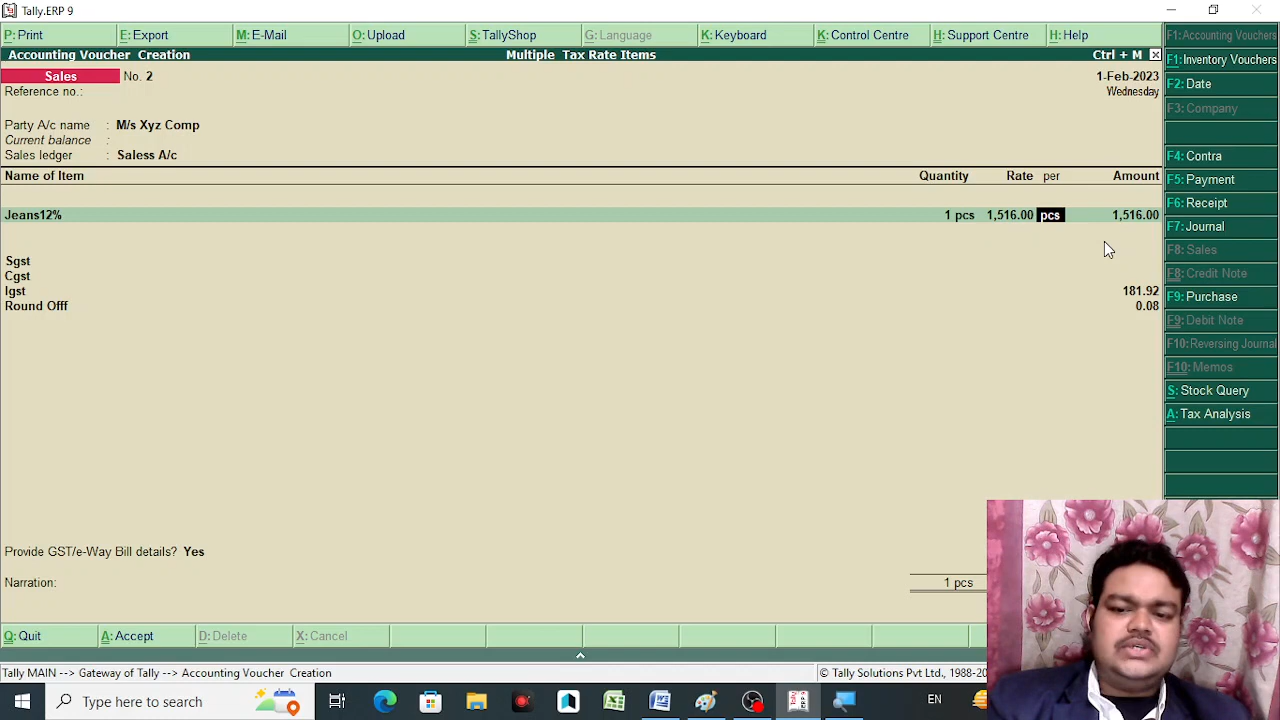 Tally.ERP 9
P: Print E: Export M: E-Mail O: Upload S: TallyShop G: Language K: Keyboard K: Control Centre H: Support Centre H: Help
Accounting Voucher Creation Multiple Tax Rate Items Ctrl + M
Sales No. 2 1-Feb-2023
Reference no.: Wednesday
Party A/c name : M/s Xyz Comp
Current balance :
Sales ledger : Saless A/c
Name of Item Quantity Rate per Amount
Jeans12% 1 pcs 1,516.00 pcs 1,516.00
Sgst
Cgst
Igst 181.92
Round Offf 0.08
Provide GST/e-Way Bill details? Yes
Narration: 1 pcs
F1: Accounting Vouchers
F1: Inventory Vouchers
F2: Date
F3: Company
F4: Contra
F5: Payment
F6: Receipt
F7: Journal
F8: Sales
F8: Credit Note
F9: Purchase
F9: Debit Note
F10: Reversing Journal
F10: Memos
S: Stock Query
A: Tax Analysis
Q: Quit A: Accept D: Delete X: Cancel
Tally MAIN --> Gateway of Tally --> Accounting Voucher Creation © Tally Solutions Pvt Ltd., 1988-20
Type here to search EN